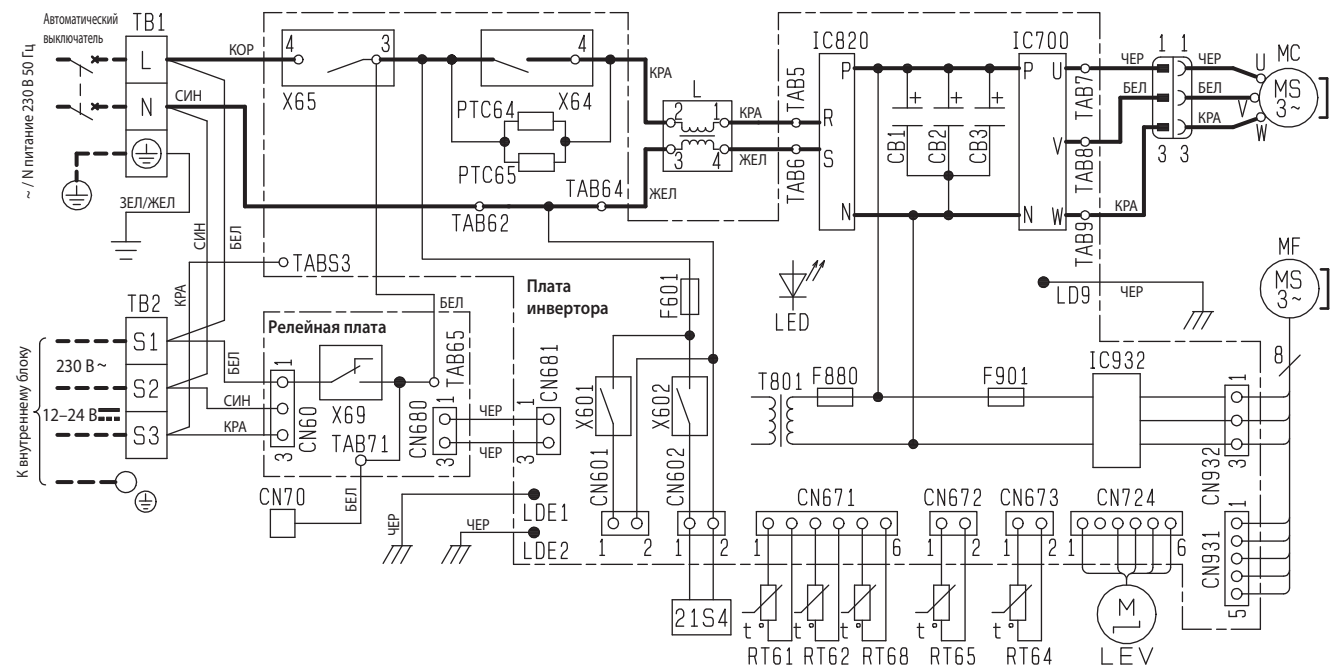 Автоматический
выключатель
~ / N питание 230 В 50 Гц
TB1
L
N
КОР
СИН
ЗЕЛ/ЖЕЛ
СИН
БЕЛ
КРА
4
3
X65
4
X64
PTC64
PTC65
TAB62
TAB64
КРА
ЖЕЛ
L
2
1
3
4
КРА
ЖЕЛ
TAB5
TAB6
IC820
P
R
S
N
CB1
+
CB2
+
CB3
+
IC700
P
U
V
N
W
TAB7
TAB8
TAB9
ЧЕР
БЕЛ
КРА
1
1
3
3
ЧЕР
БЕЛ
КРА
U
V
W
MC
MS
3~
MF
MS
3~
8
TABS3
Плата
инвертора
LED
LD9
ЧЕР
TB2
S1
S2
S3
К внутреннему блоку
230 В ~
12–24 В
БЕЛ
СИН
КРА
Релейная плата
1
3
CN60
X69
TAB71
TAB65
БЕЛ
CN680
1
3
ЧЕР
ЧЕР
CN681
1
3
CN70
БЕЛ
ЧЕР
ЧЕР
LDE1
LDE2
F601
X601
X602
CN601
1
2
CN602
1
2
21S4
T801
F880
F901
IC932
1
3
CN932
CN931
1
5
CN671
1
6
CN672
1
2
CN673
1
2
CN724
1
6
t°
RT61
RT62
RT68
t°
RT65
t°
RT64
M
LEV